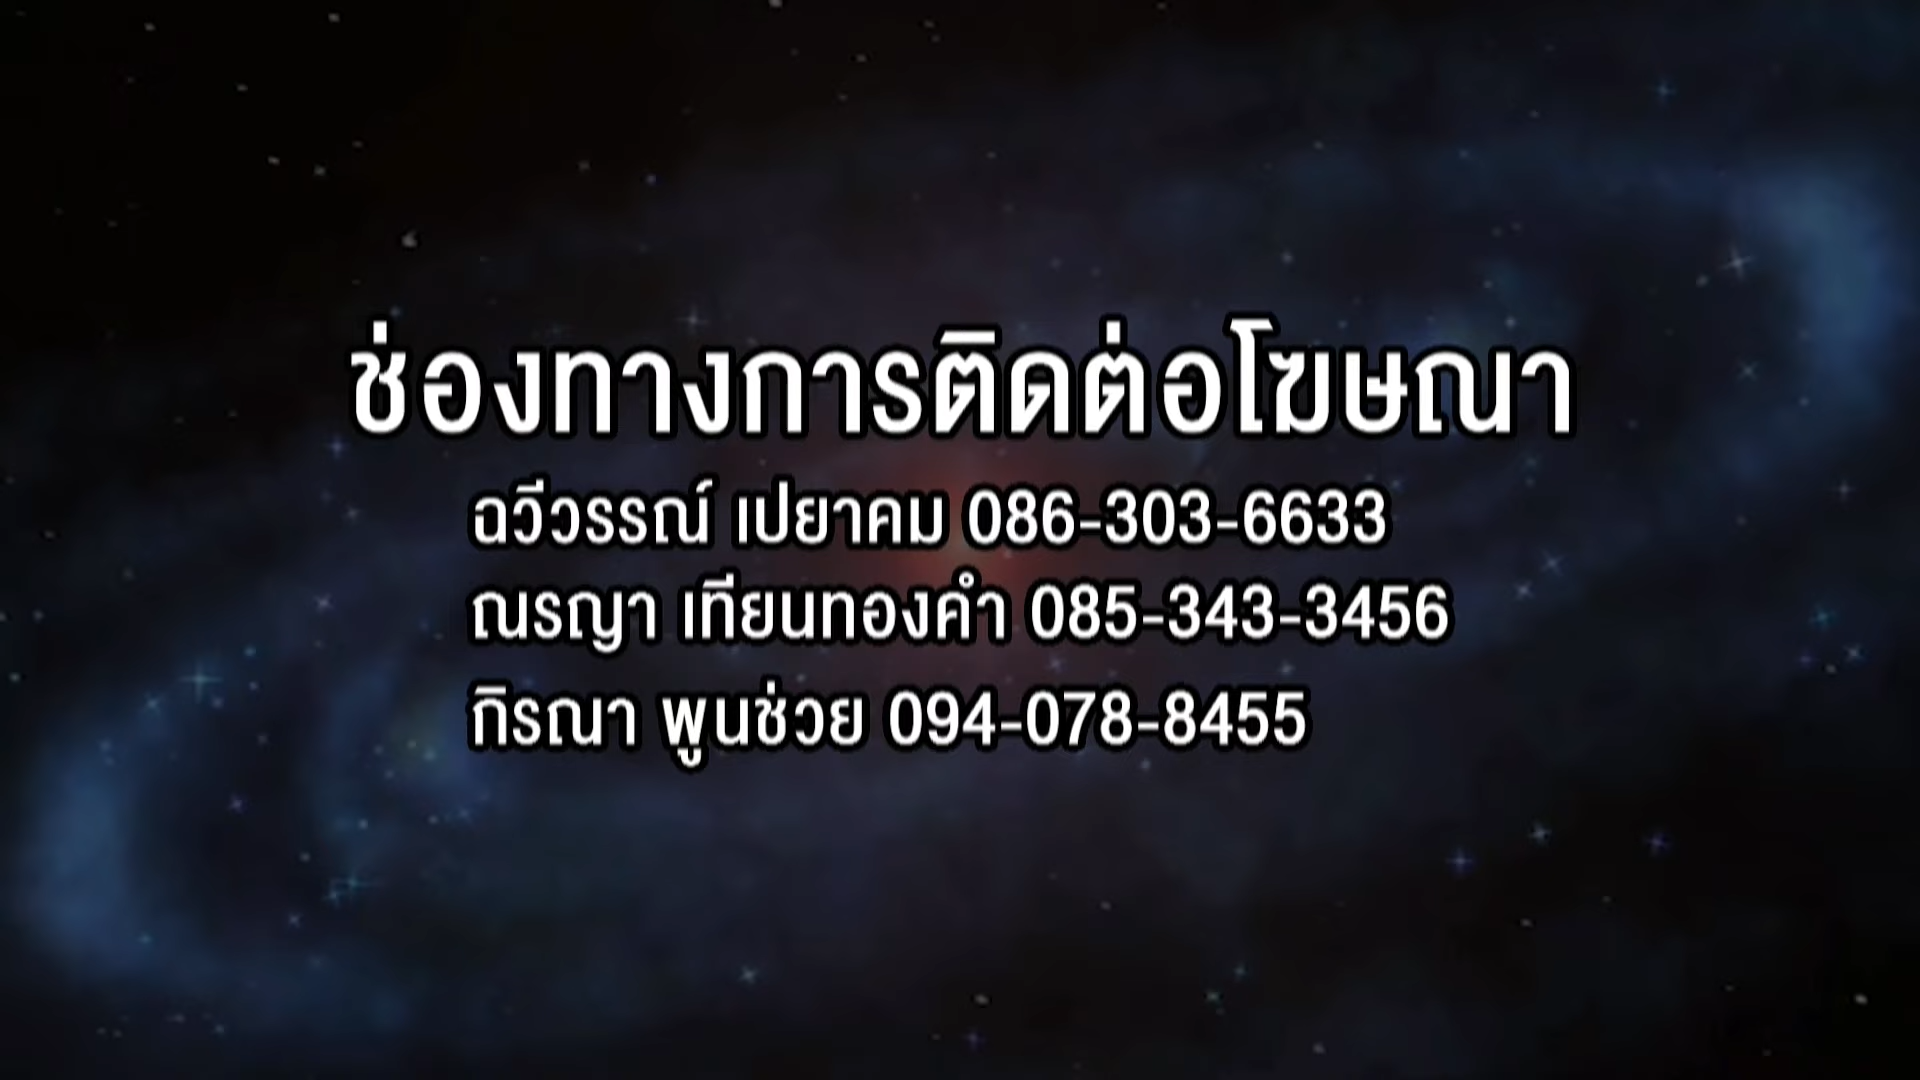 ช่องทางการติดต่อโฆษณา
ฉวีวรรณ์ เปยาคม 086-303-6633
ณรญา เทียนทองคำ 085-343-3456
กิรณา พูนช่วย 094-078-8455